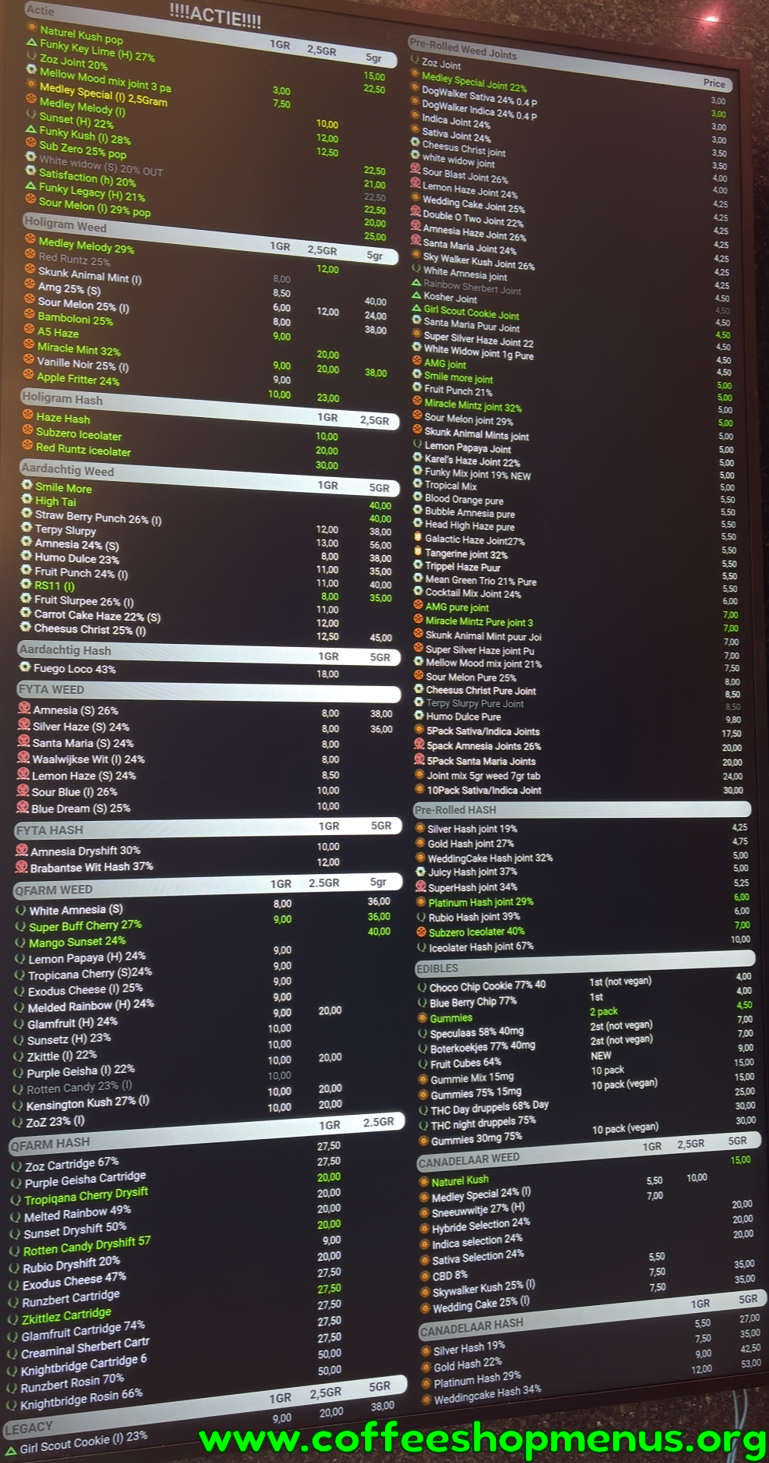 !!!!ACTIE!!!!
Actie 1GR 2,5GR 5gr
Naturel Kush pop 15,00
Funky Key Lime (H) 27% 22,50
Zoz Joint 20% 3,00
Mellow Mood mix joint 3 pa 7,50
Medley Special (I) 2,5Gram 10,00
Medley Melody (I) 12,00
Sunset (H) 22% 12,50
Funky Kush (I) 28% 22,50
Sub Zero 25% pop 21,00
White widow (S) 20% OUT 22,50
Satisfaction (h) 20% 22,50
Funky Legacy (H) 21% 20,00
Sour Melon (I) 29% pop 25,00
Holigram Weed 1GR 2,5GR 5gr
Medley Melody 29% 12,00
Red Runtz 25% 8,00
Skunk Animal Mint (I) 8,50 40,00
Amg 25% (S) 6,00 12,00 24,00
Sour Melon 25% (I) 8,00 38,00
Bamboloni 25% 9,00
A5 Haze 20,00
Miracle Mint 32% 9,00 20,00 38,00
Vanille Noir 25% (I) 9,00
Apple Fritter 24% 10,00 23,00
Holigram Hash 1GR 2,5GR
Haze Hash 10,00
Subzero Iceolater 20,00
Red Runtz iceolater 30,00
Aardachtig Weed 1GR 5GR
Smile More 40,00
High Tai 40,00
Straw Berry Punch 26% (I) 12,00 38,00
Terpy Slurpy 13,00 56,00
Amnesia 24% (S) 8,00 38,00
Humo Dulce 23% 11,00 35,00
Fruit Punch 24% (I) 11,00 40,00
RS11 (I) 8,00 35,00
Fruit Slurpee 26% (I) 11,00
Carrot Cake Haze 22% (S) 12,00
Cheesus Christ 25% (I) 12,50 45,00
Aardachtig Hash 1GR 5GR
Fuego Loco 43% 18,00
FYTA WEED
Amnesia (S) 26% 8,00 38,00
Silver Haze (S) 24% 8,00 36,00
Santa Maria (S) 24% 8,00
Waalwijkse Wit (I) 24% 8,00
Lemon Haze (S) 24% 8,50
Sour Blue (I) 26% 10,00
Blue Dream (S) 25% 10,00
FYTA HASH 1GR 5GR
Amnesia Dryshift 30% 10,00
Brabantse Wit Hash 37% 12,00
QFARM WEED 1GR 2.5GR 5gr
White Amnesia (S) 8,00 36,00
Super Buff Cherry 27% 9,00 36,00
Mango Sunset 24% 40,00
Lemon Papaya (H) 24% 9,00
Tropicana Cherry (S)24% 9,00
Exodus Cheese (I) 25% 9,00
Melded Rainbow (H) 24% 9,00
Glamfruit (H) 24% 9,00 20,00
Sunsetz (H) 23% 10,00
Zkittle (I) 22% 10,00
Purple Geisha (I) 22% 10,00 20,00
Rotten Candy 23% (I) 10,00
Kensington Kush 27% (I) 10,00 20,00
ZoZ 23% (I) 10,00 20,00
QFARM HASH 1GR 2.5GR
Zoz Cartridge 67% 27,50
Purple Geisha Cartridge 27,50
Tropiqana Cherry Drysift 20,00
Melted Rainbow 49% 20,00
Sunset Dryshift 50% 20,00
Rotten Candy Dryshift 57 20,00
Rubio Dryshift 20% 9,00
Exodus Cheese 47% 20,00
Runzbert Cartridge 27,50
Zkittlez Cartridge 27,50
Glamfruit Cartridge 74% 27,50
Creaminal Sherbert Cartr 27,50
Knightbridge Cartridge 6 27,50
Runzbert Rosin 70% 50,00
Knightbridge Rosin 66% 50,00
LEGACY 1GR 2,5GR 5GR
Girl Scout Cookie (I) 23% 9,00 20,00 38,00
Pre-Rolled Weed Joints Price
Zoz Joint 3,00
Medley Special Joint 22% 3,00
DogWalker Sativa 24% 0.4 P 3,00
DogWalker Indica 24% 0.4 P 3,00
Indica Joint 24% 3,50
Sativa Joint 24% 3,50
Cheesus Christ joint 4,00
white widow joint 4,00
Sour Blast Joint 26% 4,25
Lemon Haze Joint 24% 4,25
Wedding Cake Joint 25% 4,25
Double O Two Joint 22% 4,25
Amnesia Haze Joint 26% 4,25
Santa Maria Joint 24% 4,25
Sky Walker Kush Joint 26% 4,25
White Amnesia joint 4,50
Rainbow Sherbert Joint 4,50
Kosher Joint 4,50
Girl Scout Cookie Joint 4,50
Santa Maria Puur Joint 4,50
Super Silver Haze Joint 22 4,50
White Widow joint 1g Pure 4,50
AMG joint 5,00
Smile more joint 5,00
Fruit Punch 21% 5,00
Miracle Mintz joint 32% 5,00
Sour Melon joint 29% 5,00
Skunk Animal Mints joint 5,00
Lemon Papaya Joint 5,00
Karel's Haze Joint 22% 5,00
Funky Mix joint 19% NEW 5,00
Tropical Mix 5,50
Blood Orange pure 5,50
Bubble Amnesia pure 5,50
Head High Haze pure 5,50
Galactic Haze Joint27% 5,50
Tangerine joint 32% 5,50
Trippel Haze Puur 5,50
Mean Green Trio 21% Pure 5,50
Cocktail Mix Joint 24% 6,00
AMG pure joint 7,00
Miracle Mintz Pure joint 3 7,00
Skunk Animal Mint puur Joi 7,00
Super Silver Haze joint Pu 7,00
Mellow Mood mix joint 21% 7,50
Sour Melon Pure 25% 8,00
Cheesus Christ Pure Joint 8,50
Terpy Slurpy Pure Joint 8,50
Humo Dulce Pure 9,80
5Pack Sativa/Indica Joints 17,50
5pack Amnesia Joints 26% 20,00
5Pack Santa Maria Joints 20,00
Joint mix 5gr weed 7gr tab 24,00
10Pack Sativa/Indica Joint 30,00
Pre-Rolled HASH
Silver Hash joint 19% 4,25
Gold Hash joint 27% 4,75
WeddingCake Hash joint 32% 5,00
Juicy Hash joint 37% 5,00
SuperHash joint 34% 5,25
Platinum Hash joint 29% 6,00
Rubio Hash joint 39% 6,00
Subzero Iceolater 40% 7,00
Iceolater Hash joint 67% 10,00
EDIBLES
Choco Chip Cookie 77% 40 1st (not vegan) 4,00
Blue Berry Chip 77% 1st 4,00
Gummies 2 pack 4,50
Speculaas 58% 40mg 2st (not vegan) 7,00
Boterkoekjes 77% 40mg 2st (not vegan) 7,00
Fruit Cubes 64% NEW 9,00
Gummie Mix 15mg 10 pack 15,00
Gummies 75% 15mg 10 pack (vegan) 15,00
THC Day druppels 68% Day 25,00
THC night druppels 75% 30,00
Gummies 30mg 75% 10 pack (vegan) 30,00
CANADELAAR WEED 1GR 2,5GR 5GR
Naturel Kush 15,00
Medley Special 24% (I) 5,50 10,00
Sneeuwwitje 27% (H) 7,00
Hybride Selection 24% 20,00
Indica selection 24% 20,00
Sativa Selection 24% 20,00
CBD 8% 5,50
Skywalker Kush 25% (I) 7,50 35,00
Wedding Cake 25% (I) 7,50 35,00
CANADELAAR HASH 1GR 5GR
Silver Hash 19% 5,50 27,00
Gold Hash 22% 7,50 35,00
Platinum Hash 29% 9,00 42,50
Weddingcake Hash 34% 12,00 53,00
www.coffeeshopmenus.org